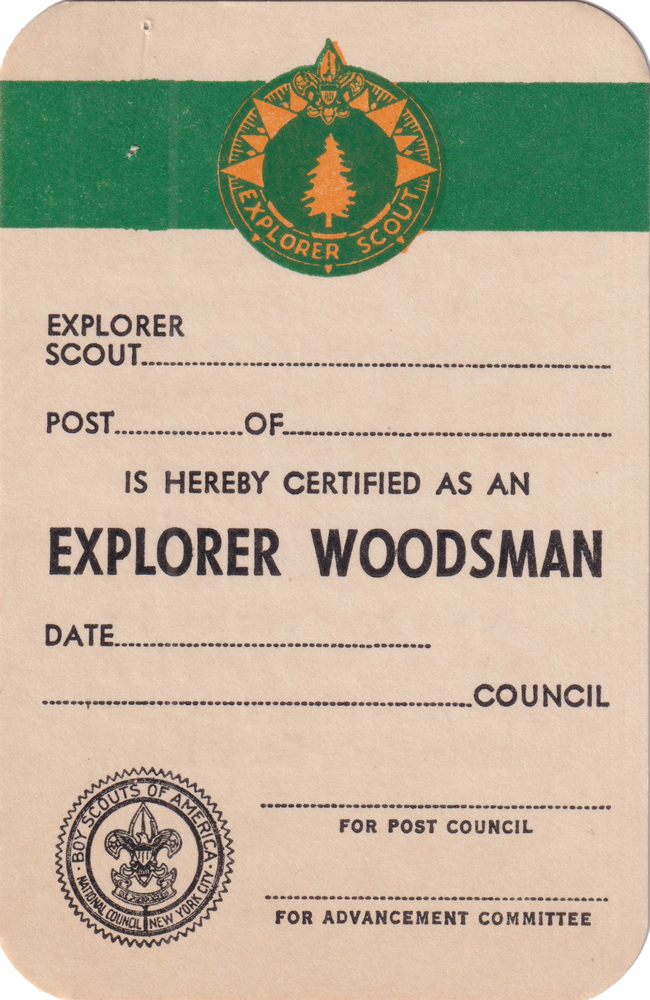 EXPLORER SCOUT
EXPLORER
SCOUT
POST OF
IS HEREBY CERTIFIED AS AN
EXPLORER WOODSMAN
DATE
COUNCIL
BOY SCOUTS OF AMERICA
NATIONAL COUNCIL NEW YORK CITY
FOR POST COUNCIL
FOR ADVANCEMENT COMMITTEE